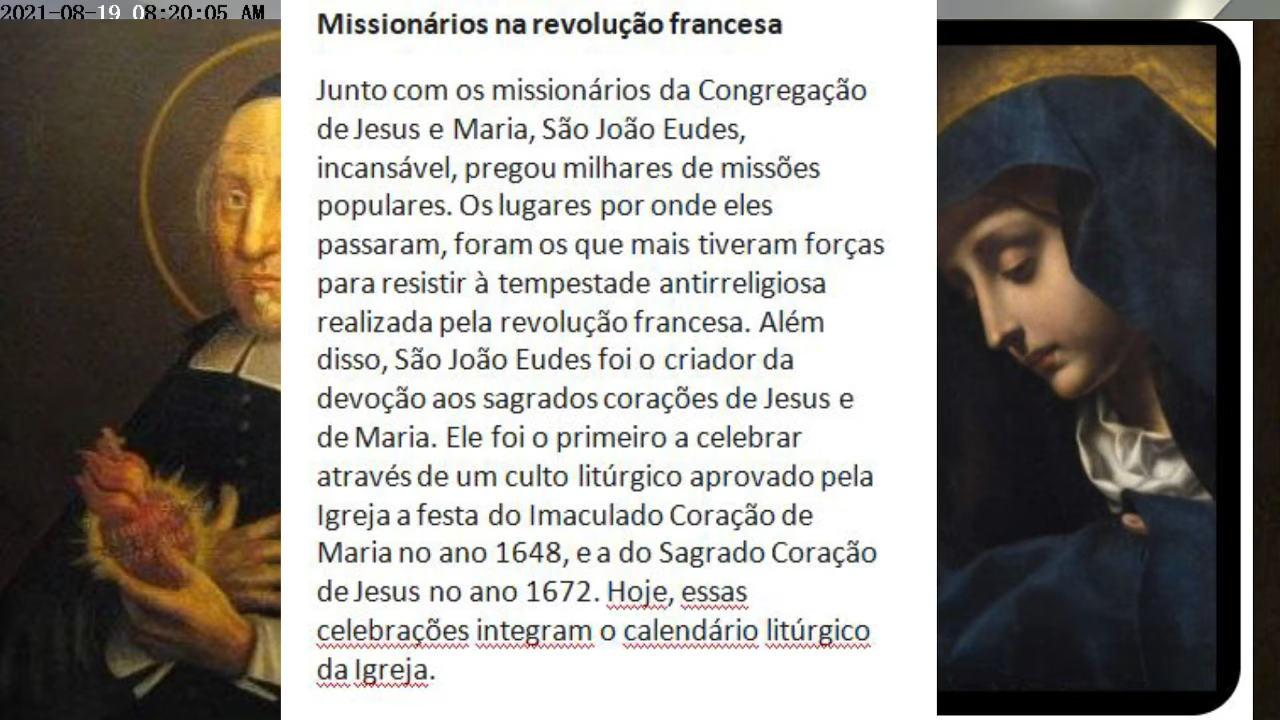 2021-08-19 08:20:05 AM
Missionários na revolução francesa
Junto com os missionários da Congregação
de Jesus e Maria, São João Eudes,
incansável, pregou milhares de missões
populares. Os lugares por onde eles
passaram, foram os que mais tiveram forças
para resistir à tempestade antirreligiosa
realizada pela revolução francesa. Além
disso, São João Eudes foi o criador da
devoção aos sagrados corações de Jesus e
de Maria. Ele foi o primeiro a celebrar
através de um culto litúrgico aprovado pela
Igreja a festa do Imaculado Coração de
Maria no ano 1648, e a do Sagrado Coração
de Jesus no ano 1672. Hoje, essas
celebrações integram o calendário litúrgico
da Igreja.